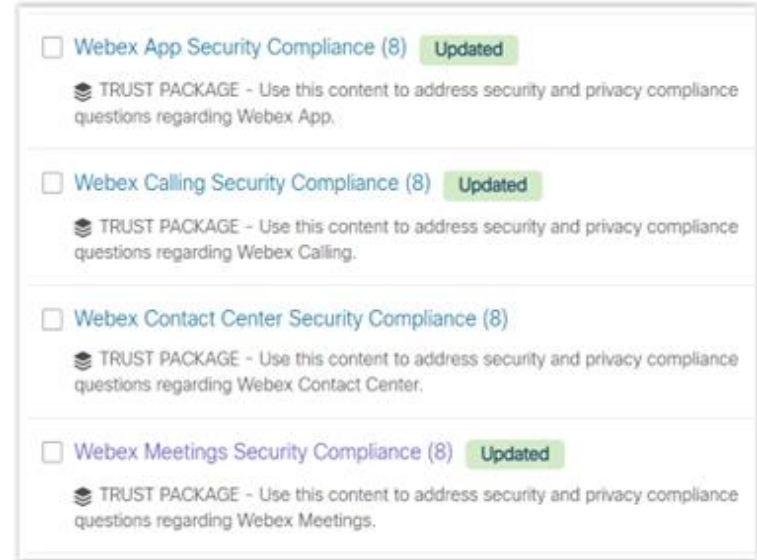 Webex App Security Compliance (8) Updated
TRUST PACKAGE - Use this content to address security and privacy compliance
questions regarding Webex App.
Webex Calling Security Compliance (8) Updated
TRUST PACKAGE - Use this content to address security and privacy compliance
questions regarding Webex Calling.
Webex Contact Center Security Compliance (8)
TRUST PACKAGE - Use this content to address security and privacy compliance
questions regarding Webex Contact Center.
Webex Meetings Security Compliance (8) Updated
TRUST PACKAGE - Use this content to address security and privacy compliance
questions regarding Webex Meetings.